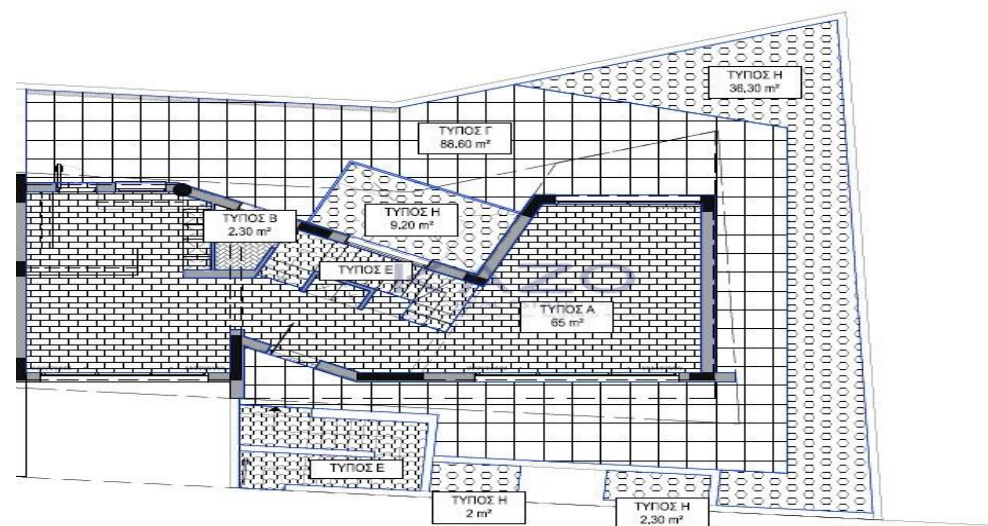 ΤΥΠΟΣ Η
36.30 m²
ΤΥΠΟΣ Γ
88.60 m²
ΤΥΠΟΣ Β
2.30 m²
ΤΥΠΟΣ Η
9.20 m²
ΤΥΠΟΣ Ε
ΤΥΠΟΣ Α
65 m²
ΤΥΠΟΣ Ε
ΤΥΠΟΣ Η
2 m²
ΤΥΠΟΣ Η
2.30 m²